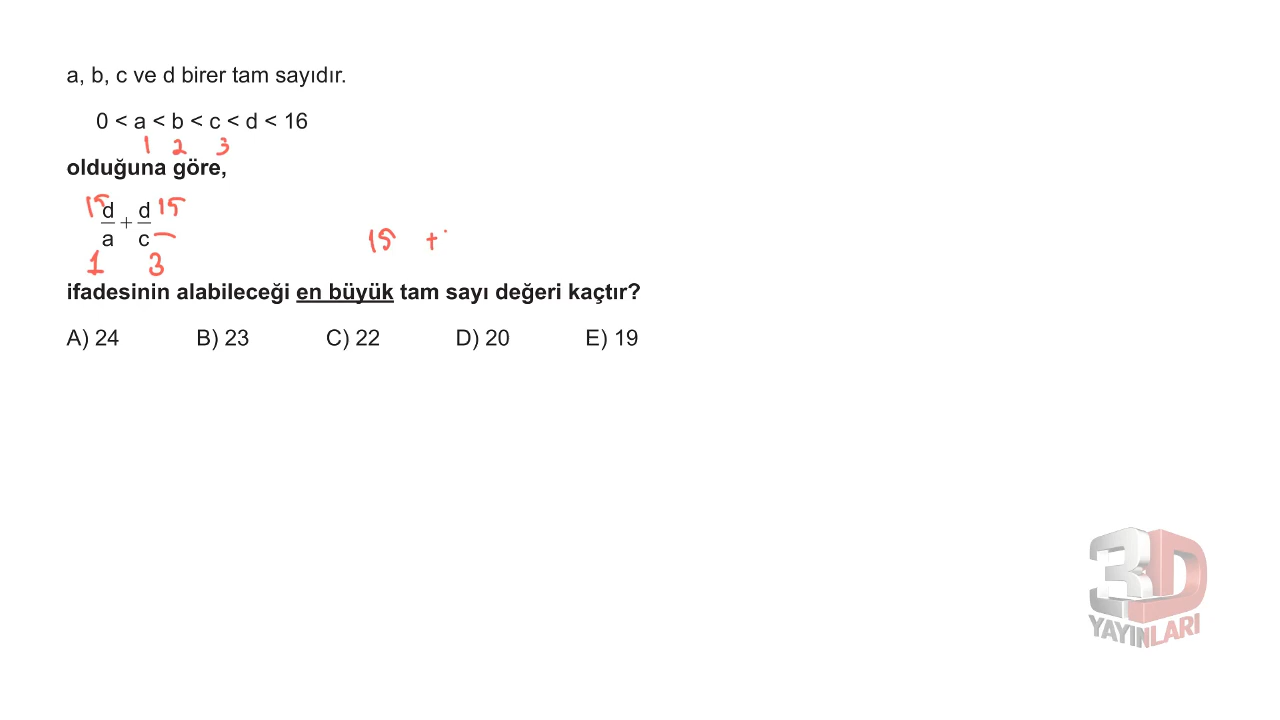 a, b, c ve d birer tam sayıdır.
0 < a < b < c < d < 16
1 2 3
olduğuna göre,
15 d/a + d/c 15
1 3
15 +
ifadesinin alabileceği en büyük tam sayı değeri kaçtır?
A) 24 B) 23 C) 22 D) 20 E) 19
3D
YAYINLARI